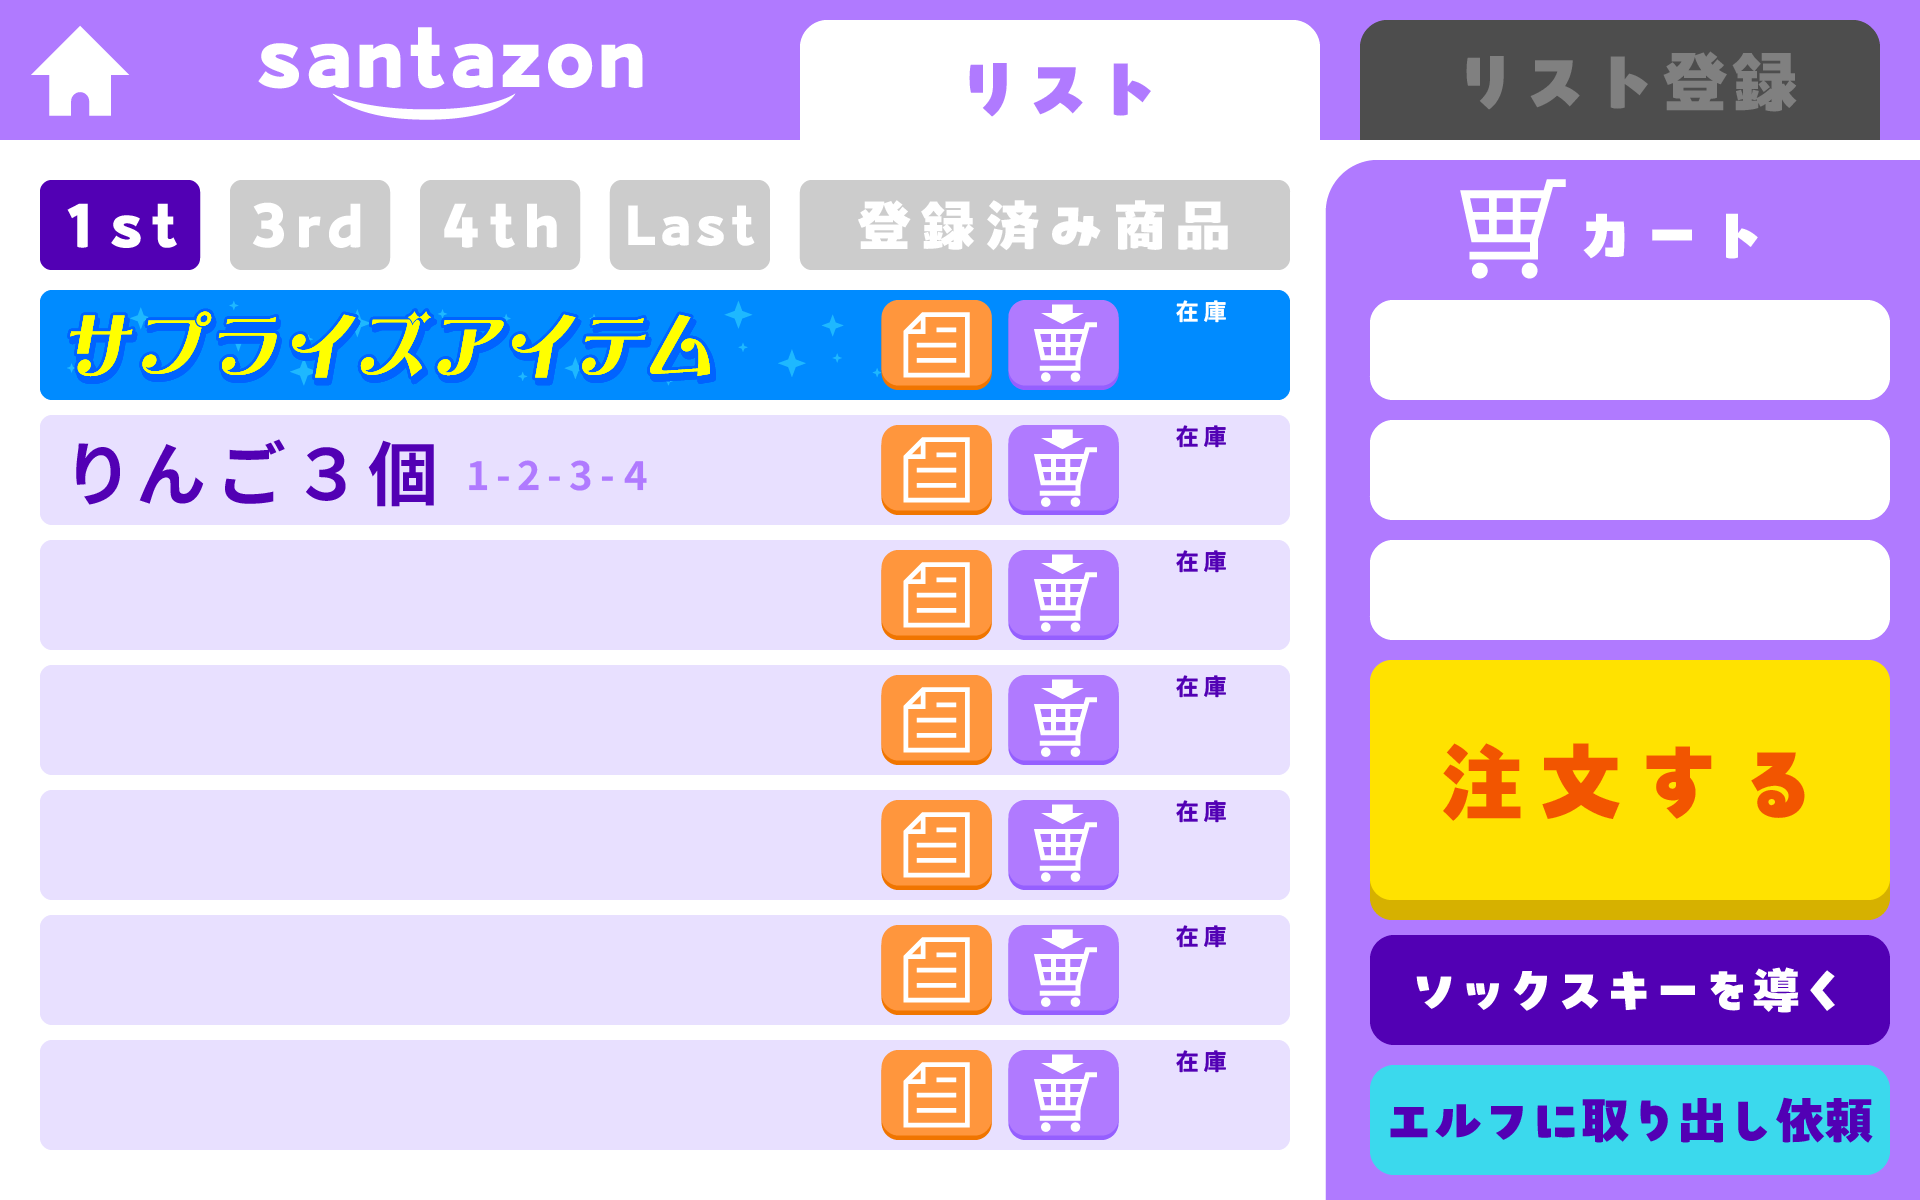 santazon
リスト
リスト登録
1st
3rd
4th
Last
登録済み商品
カート
サプライズアイテム
在庫
りんご３個 1-2-3-4
在庫
在庫
在庫
在庫
在庫
在庫
注文する
ソックスキーを導く
エルフに取り出し依頼